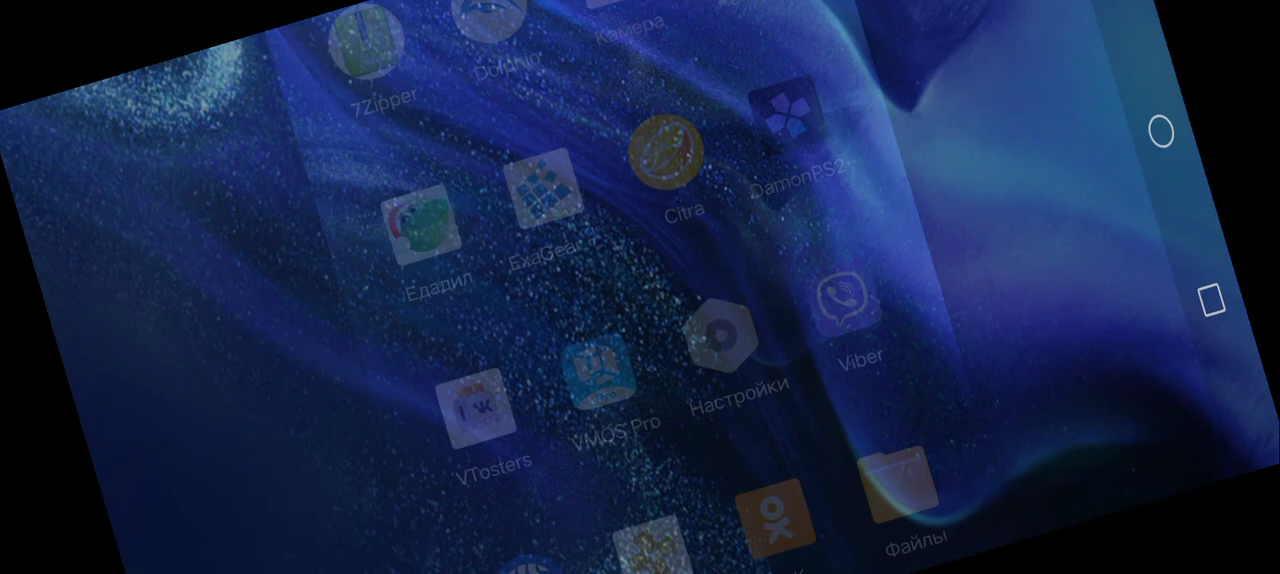 7Zipper
Dolphin
Камера
Едадил
ExaGear
Citra
DamonPS2...
VTosters
VMOS Pro
Настройки
Viber
Файлы